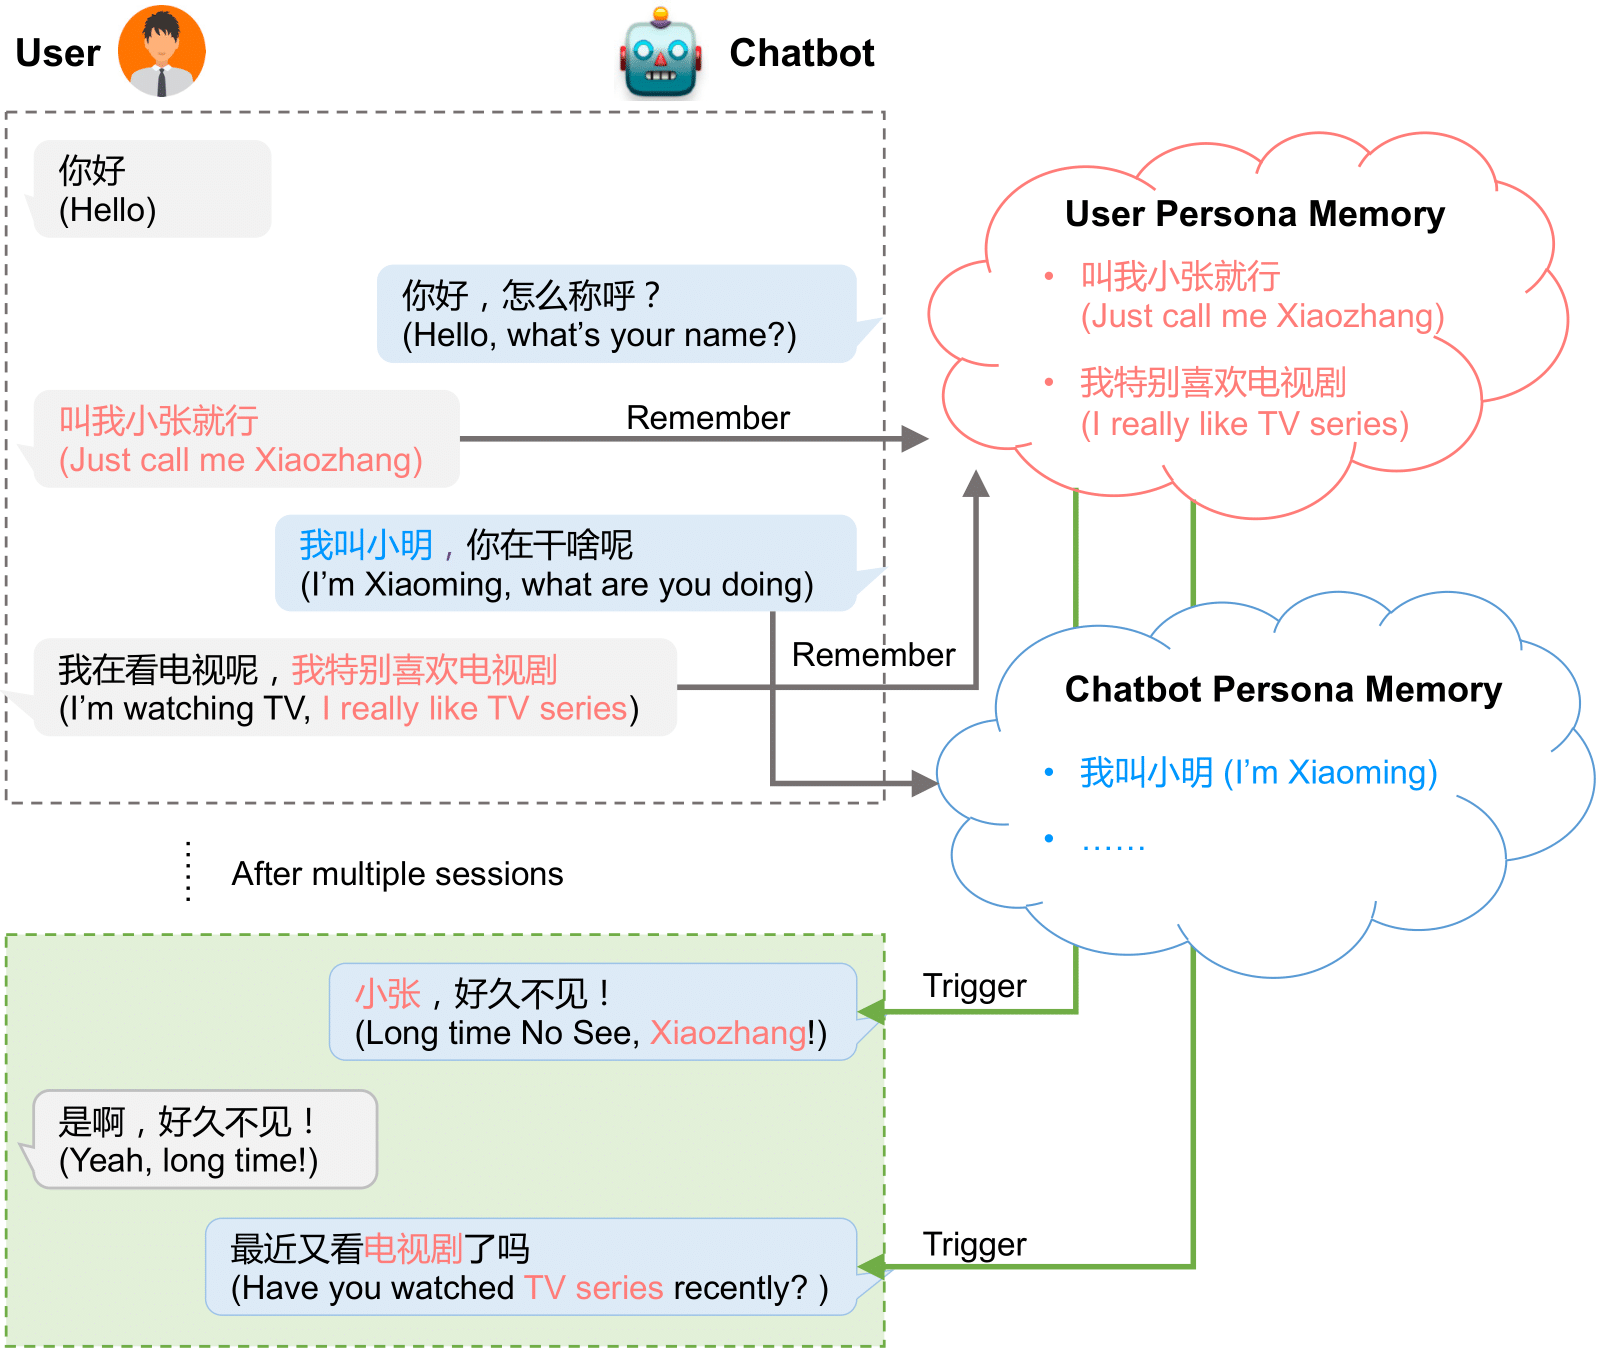 User
Chatbot
你好
(Hello)
你好，怎么称呼？
(Hello, what's your name?)
叫我小张就行
(Just call me Xiaozhang)
Remember
我叫小明，你在干啥呢
(I'm Xiaoming, what are you doing)
Remember
我在看电视呢，我特别喜欢电视剧
(I'm watching TV, I really like TV series)
User Persona Memory
• 叫我小张就行
(Just call me Xiaozhang)
• 我特别喜欢电视剧
(I really like TV series)
Chatbot Persona Memory
• 我叫小明 (I'm Xiaoming)
• ……
After multiple sessions
小张，好久不见！
(Long time No See, Xiaozhang!)
Trigger
是啊，好久不见！
(Yeah, long time!)
最近又看电视剧了吗
(Have you watched TV series recently? )
Trigger